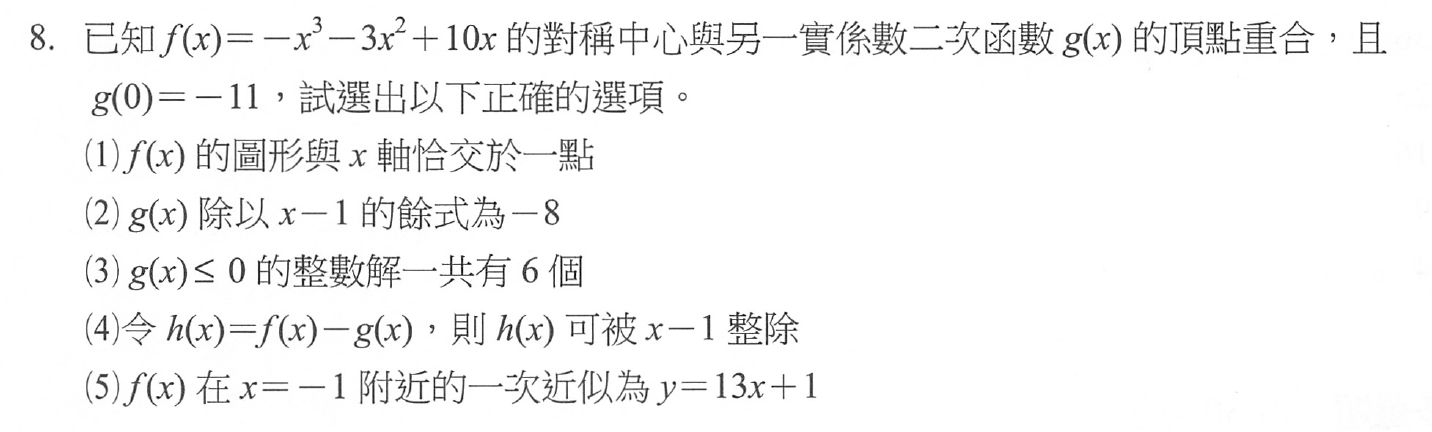 8. 已知 f(x)=−x³−3x²+10x 的對稱中心與另一實係數二次函數 g(x) 的頂點重合，且
g(0)=−11，試選出以下正確的選項。
(1) f(x) 的圖形與 x 軸恰交於一點
(2) g(x) 除以 x−1 的餘式為−8
(3) g(x)≤ 0 的整數解一共有 6 個
(4)令 h(x)=f(x)−g(x)，則 h(x) 可被 x−1 整除
(5) f(x) 在 x=−1 附近的一次近似為 y=13x+1